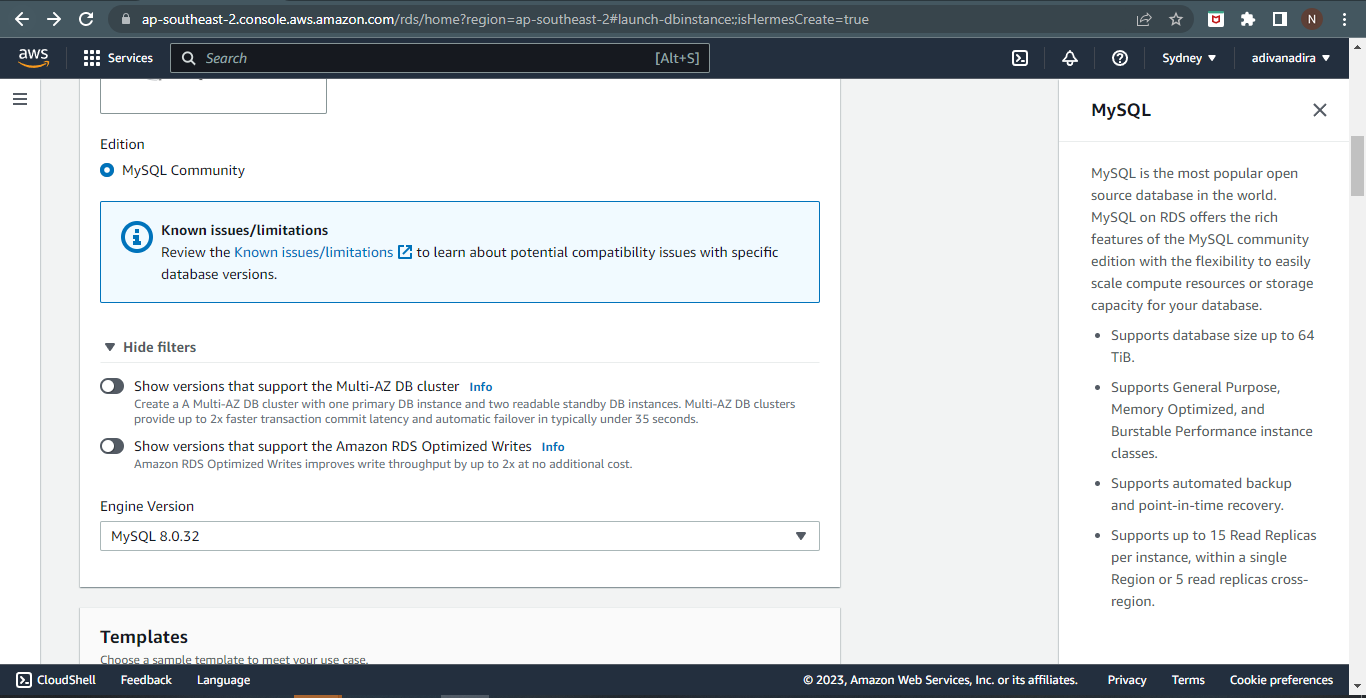 ap-southeast-2.console.aws.amazon.com/rds/home?region=ap-southeast-2#launch-dbinstance:;isHermesCreate=true
N
aws
Services
Search
[Alt+S]
Sydney ▼
adivanadira ▼
Edition
MySQL Community
Known issues/limitations
Review the Known issues/limitations to learn about potential compatibility issues with specific
database versions.
▼ Hide filters
Show versions that support the Multi-AZ DB cluster Info
Create a A Multi-AZ DB cluster with one primary DB instance and two readable standby DB instances. Multi-AZ DB clusters
provide up to 2x faster transaction commit latency and automatic failover in typically under 35 seconds.
Show versions that support the Amazon RDS Optimized Writes Info
Amazon RDS Optimized Writes improves write throughput by up to 2x at no additional cost.
Engine Version
MySQL 8.0.32
Templates
Choose a sample template to meet your use case.
MySQL
MySQL is the most popular open
source database in the world.
MySQL on RDS offers the rich
features of the MySQL community
edition with the flexibility to easily
scale compute resources or storage
capacity for your database.
• Supports database size up to 64
TiB.
• Supports General Purpose,
Memory Optimized, and
Burstable Performance instance
classes.
• Supports automated backup
and point-in-time recovery.
• Supports up to 15 Read Replicas
per instance, within a single
Region or 5 read replicas cross-
region.
CloudShell
Feedback
Language
© 2023, Amazon Web Services, Inc. or its affiliates.
Privacy
Terms
Cookie preferences